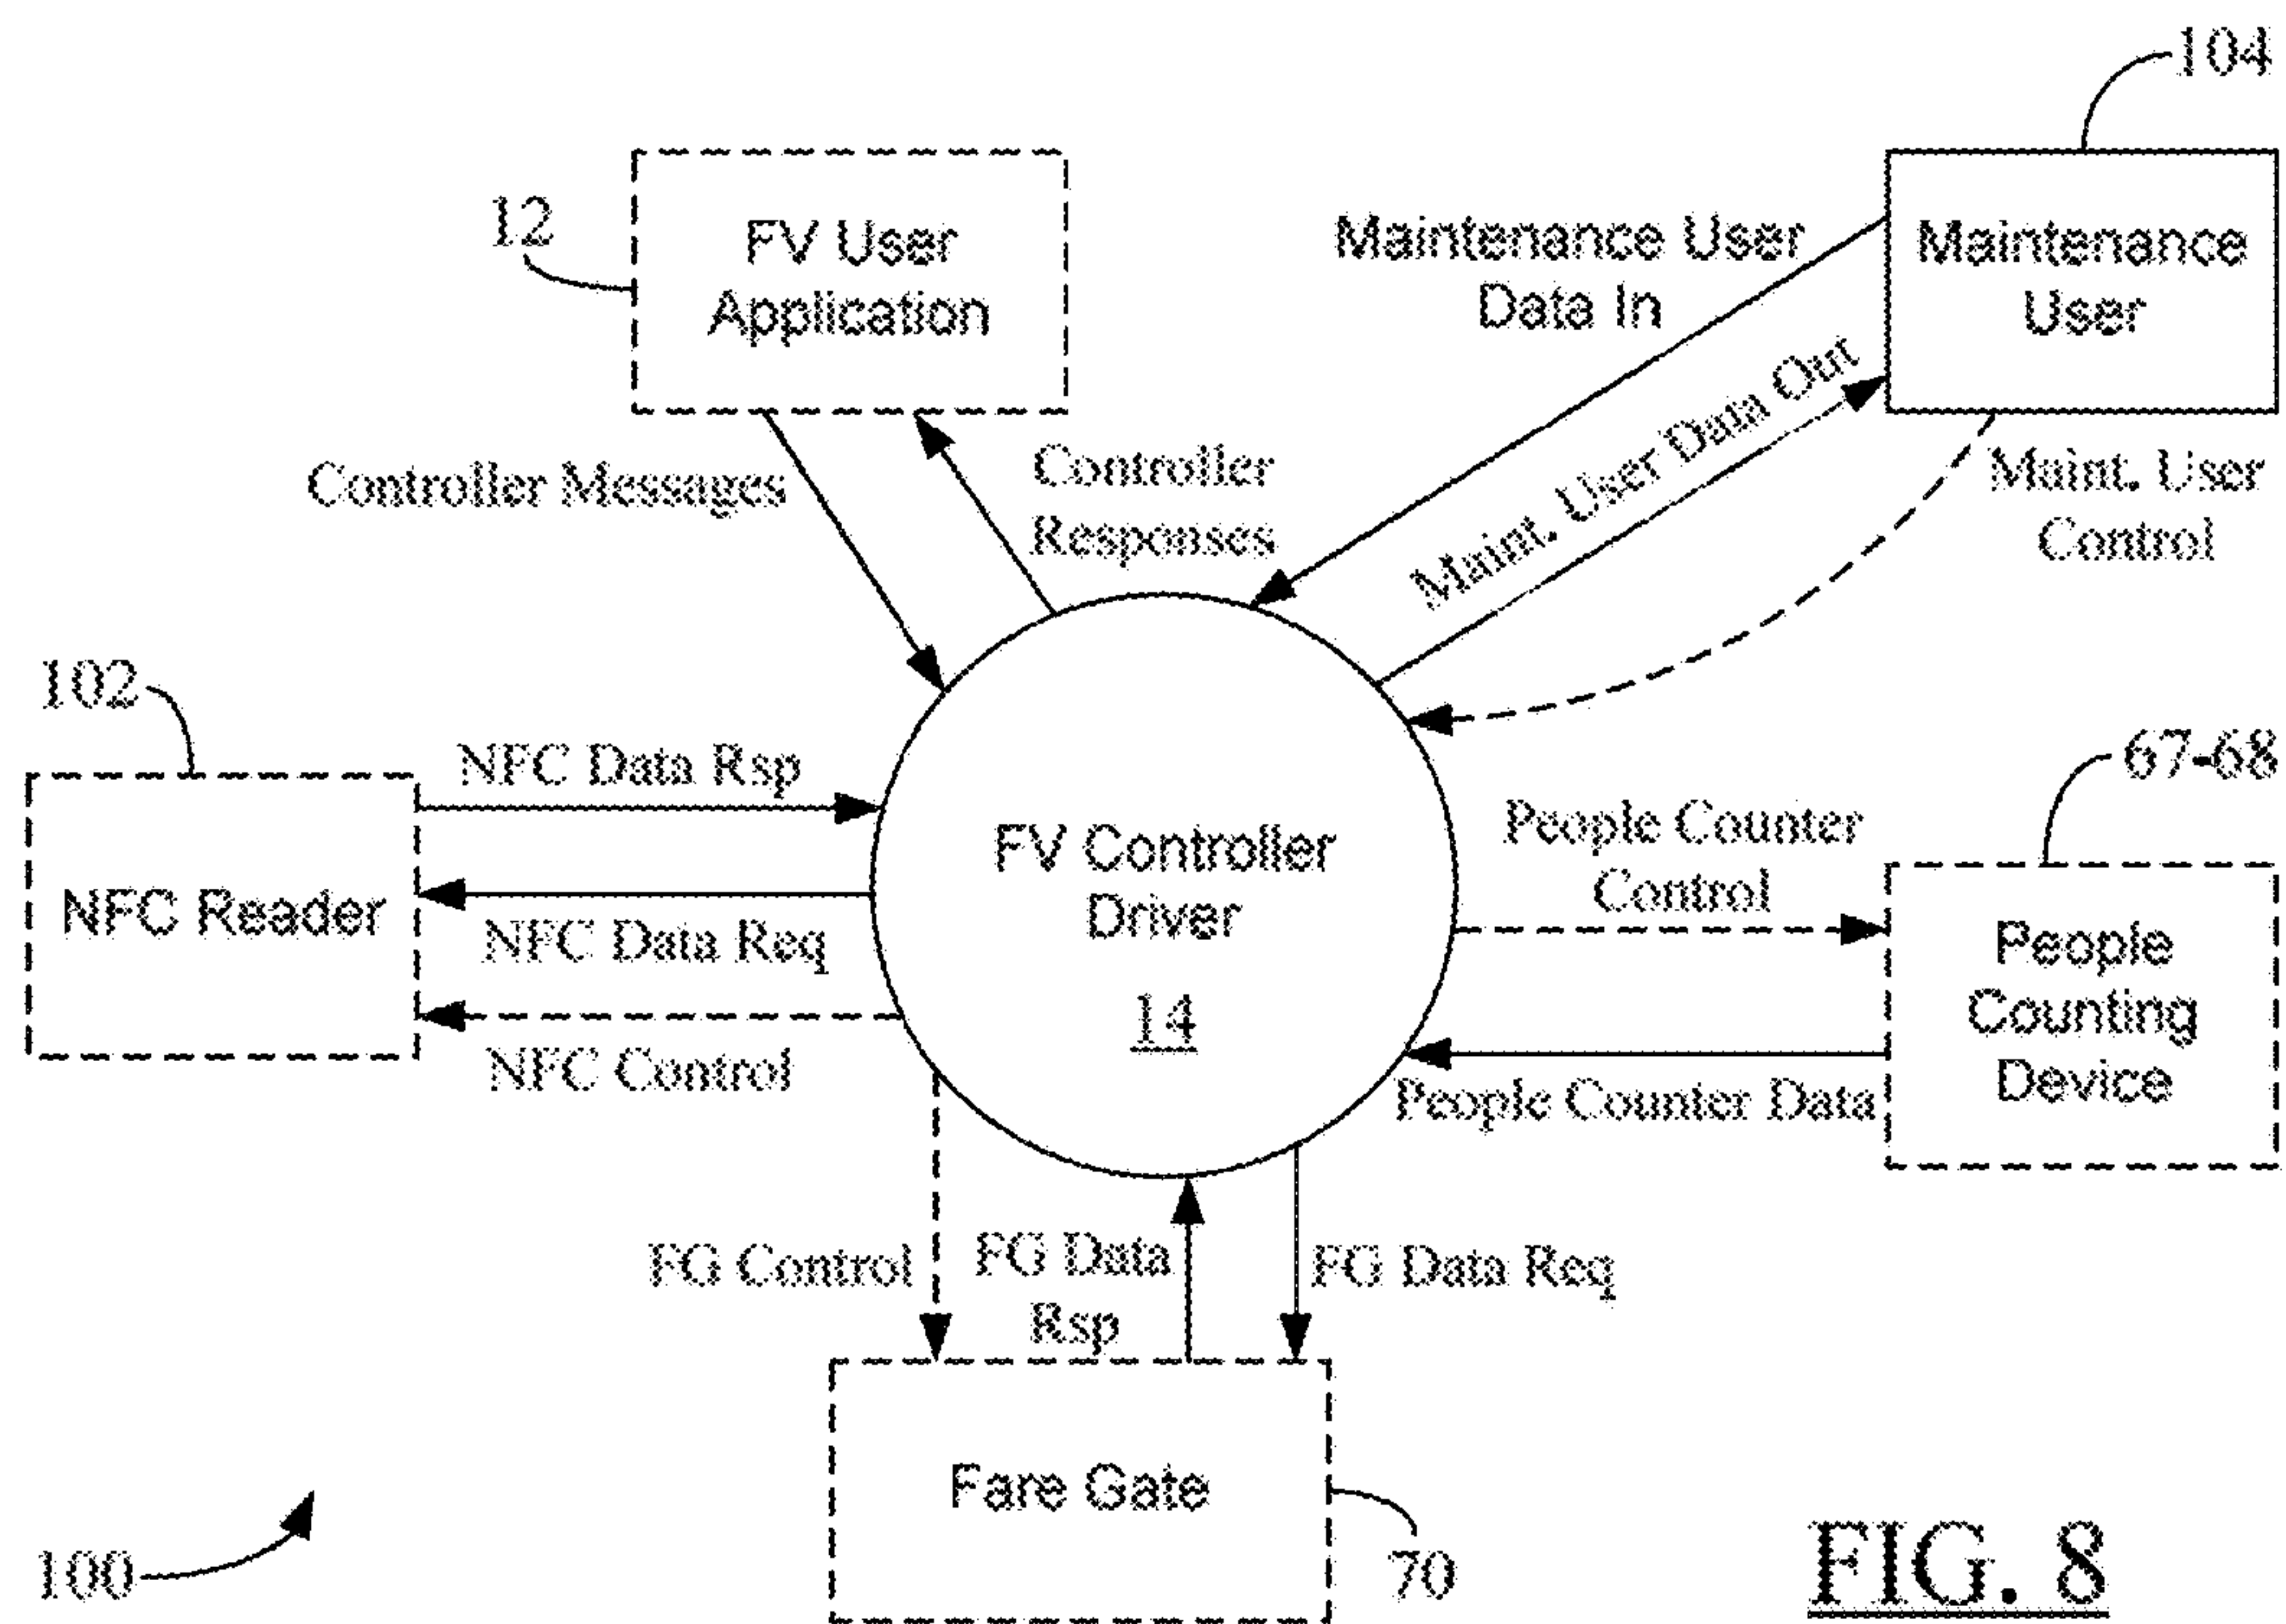 104
12
FV User
Application
Maintenance User
Data In
Maintenance
User
Maint. User Data Out
Controller Messages
Controller
Responses
Maint. User
Control
102
NFC Data Rsp
67-68
People Counter
Control
NFC Reader
FV Controller
Driver
14
NFC Data Req
People
Counting
Device
NFC Control
People Counter Data
FG Control
FG Data
Rsp
FG Data Req
Fare Gate
100
70
FIG. 8